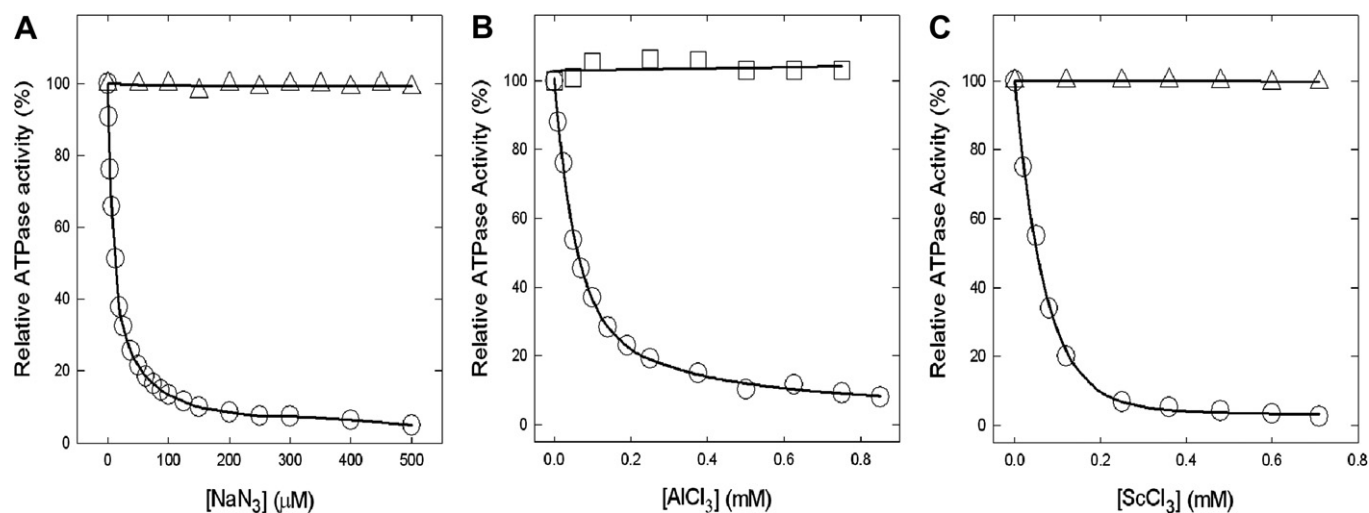 A
B
C
Relative ATPase activity (%)
100
80
60
40
20
0
0 100 200 300 400 500
[NaN₃] (μM)
Relative ATPase Activity (%)
100
80
60
40
20
0
0.0 0.2 0.4 0.6 0.8
[AlCl₃] (mM)
Relative ATPase Activity (%)
100
80
60
40
20
0
0.0 0.2 0.4 0.6 0.8
[ScCl₃] (mM)